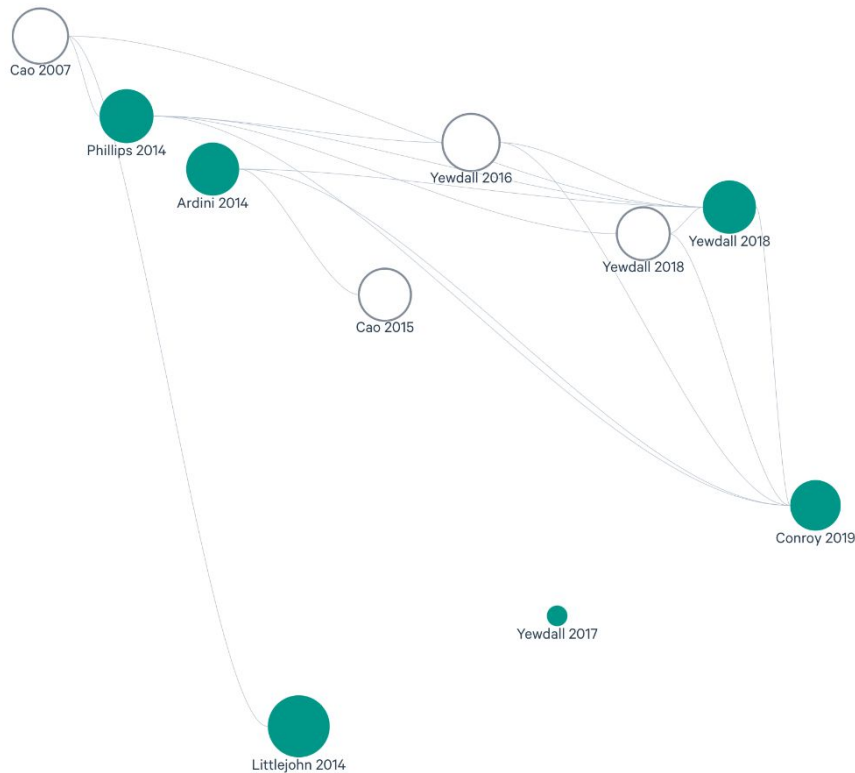 Cao 2007
Phillips 2014
Yewdall 2016
Ardini 2014
Yewdall 2018
Yewdall 2018
Cao 2015
Conroy 2019
Yewdall 2017
Littlejohn 2014